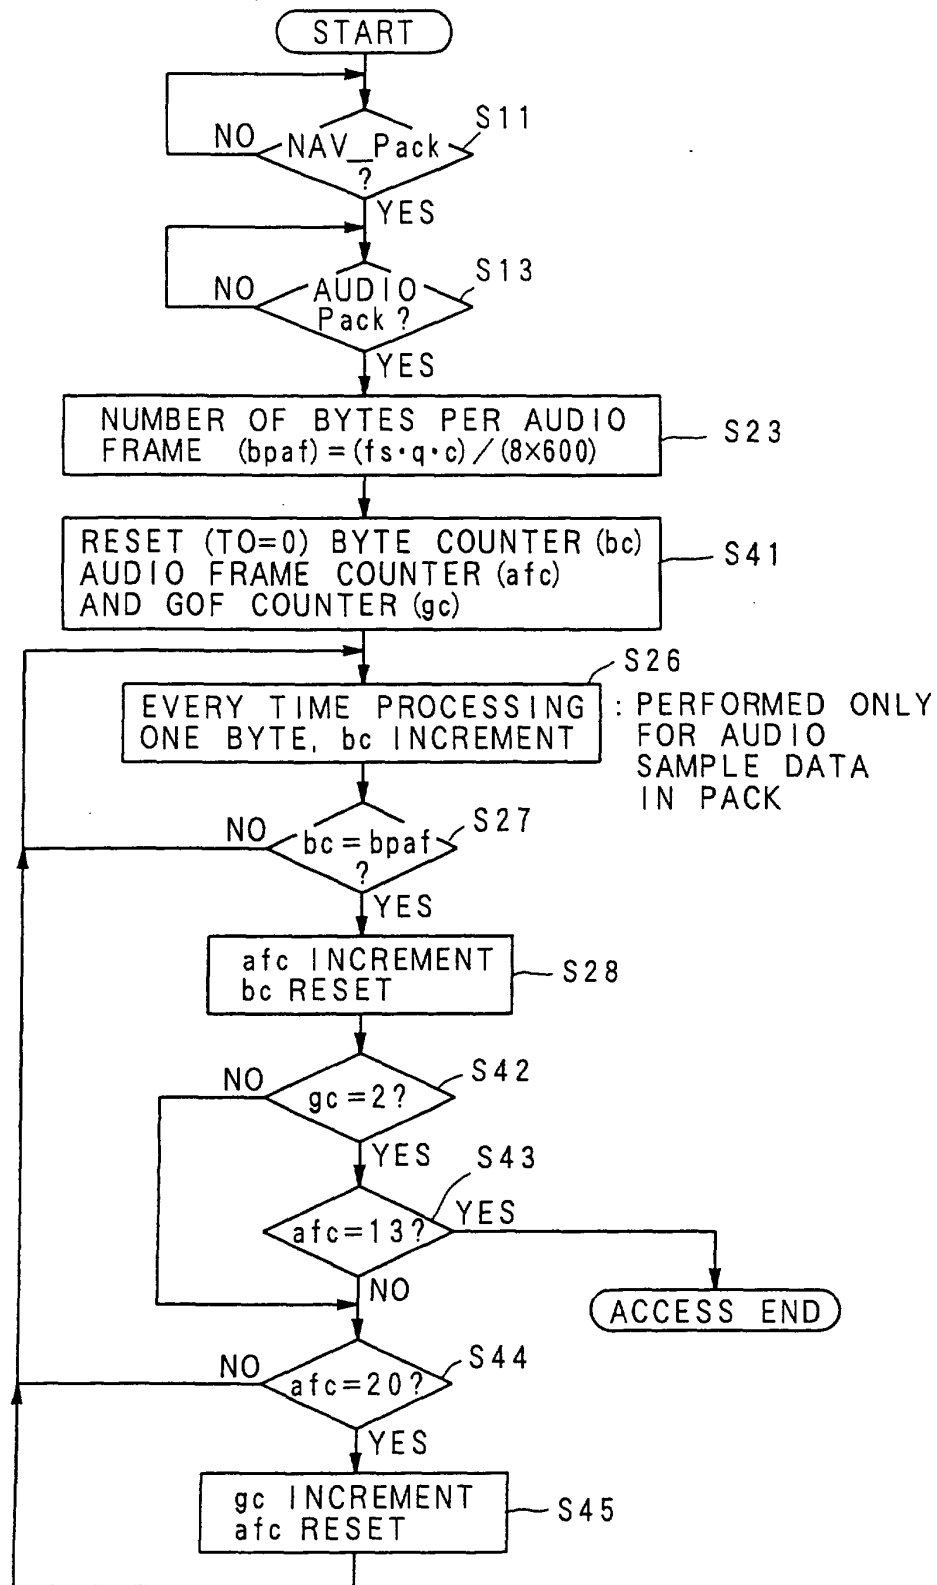 START
S11
NO
NAV_Pack
?
YES
S13
NO
AUDIO
Pack?
YES
NUMBER OF BYTES PER AUDIO
FRAME (bpaf)=(fs·q·c)/(8×600)
S23
RESET (TO=0) BYTE COUNTER (bc)
AUDIO FRAME COUNTER (afc)
AND GOF COUNTER (gc)
S41
S26
EVERY TIME PROCESSING
ONE BYTE, bc INCREMENT
: PERFORMED ONLY
FOR AUDIO
SAMPLE DATA
IN PACK
S27
NO
bc=bpaf
?
YES
afc INCREMENT
bc RESET
S28
S42
NO
gc=2?
YES
S43
afc=13?
YES
NO
ACCESS END
S44
NO
afc=20?
YES
gc INCREMENT
afc RESET
S45